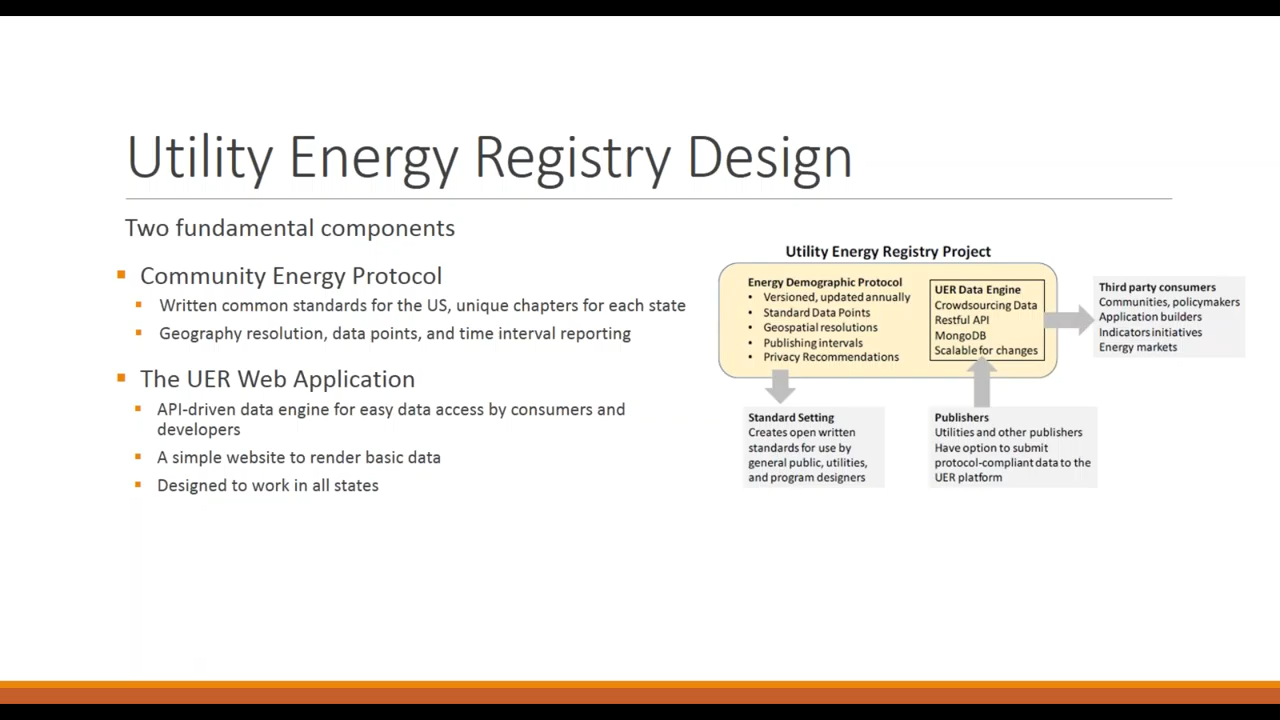 Utility Energy Registry Design
Two fundamental components
Community Energy Protocol
Written common standards for the US, unique chapters for each state
Geography resolution, data points, and time interval reporting
The UER Web Application
API-driven data engine for easy data access by consumers and
developers
A simple website to render basic data
Designed to work in all states
Utility Energy Registry Project
Energy Demographic Protocol
• Versioned, updated annually
• Standard Data Points
• Geospatial resolutions
• Publishing intervals
• Privacy Recommendations
UER Data Engine
Crowdsourcing Data
Restful API
MongoDB
Scalable for changes
Third party consumers
Communities, policymakers
Application builders
Indicators initiatives
Energy markets
Standard Setting
Creates open written
standards for use by
general public, utilities,
and program designers
Publishers
Utilities and other publishers
Have option to submit
protocol-compliant data to the
UER platform